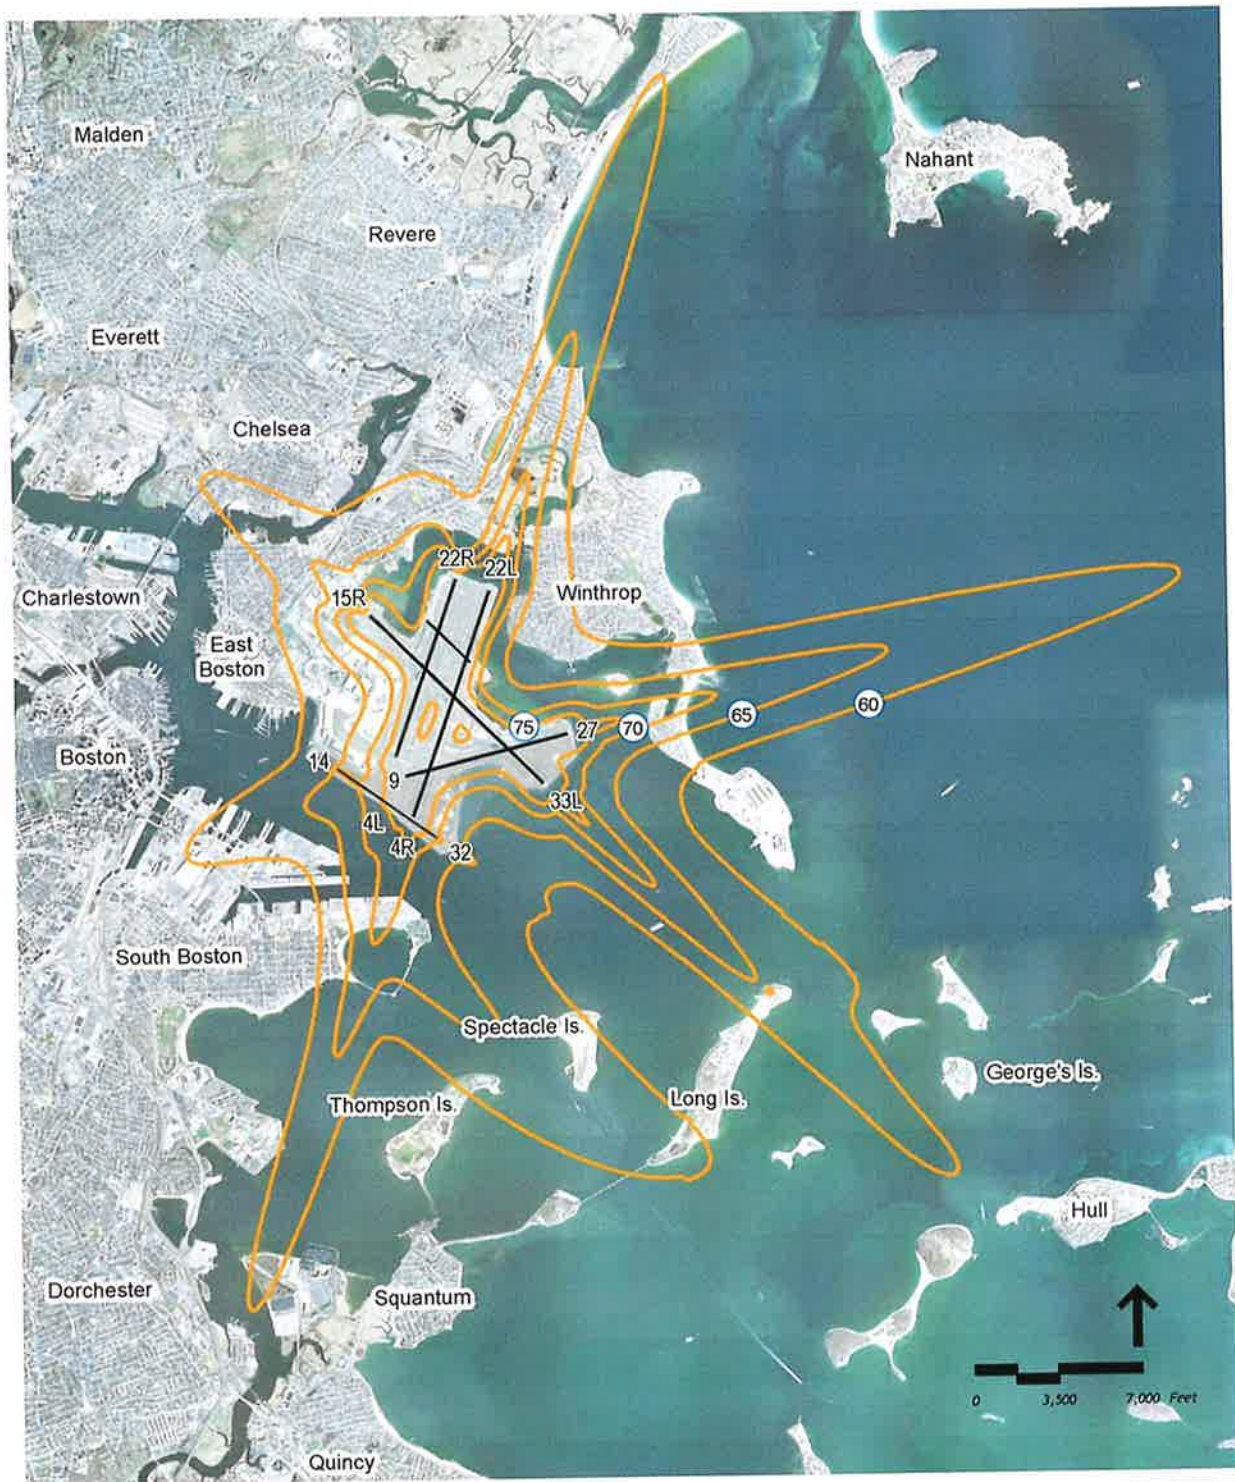 Malden
Nahant
Revere
Everett
Chelsea
22R
22L
15R
Charlestown
Winthrop
East
Boston
60
65
75
70
27
Boston
14
9
33L
4L
4R
32
South Boston
Spectacle Is.
George's Is.
Long Is.
Thompson Is.
Hull
Dorchester
Squantum
0
3,500
7,000 Feet
Quincy